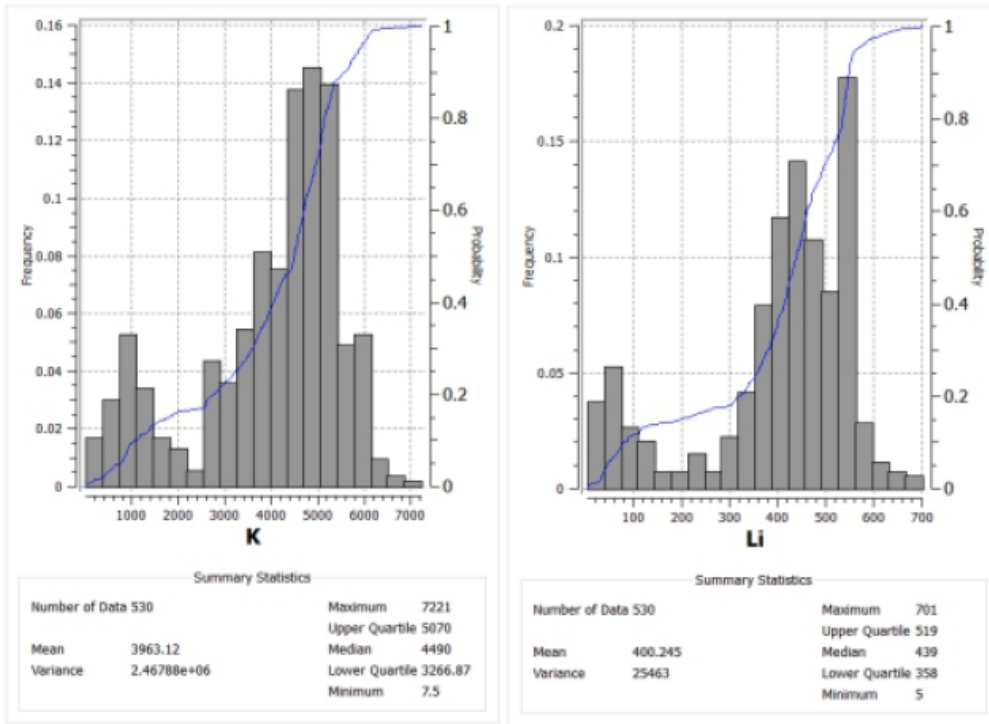 0.16
0.14
0.12
0.1
0.08
0.06
0.04
0.02
0
Frequency
1
0.8
0.6
0.4
0.2
0
Probability
1000 2000 3000 4000 5000 6000 7000
K
Summary Statistics
Number of Data 530
Mean 3963.12
Variance 2.46788e+06
Maximum 7221
Upper Quartile 5070
Median 4490
Lower Quartile 3266.87
Minimum 7.5
0.2
0.15
0.1
0.05
0
Frequency
1
0.8
0.6
0.4
0.2
0
Probability
100 200 300 400 500 600 700
Li
Summary Statistics
Number of Data 530
Mean 400.245
Variance 25463
Maximum 701
Upper Quartile 519
Median 439
Lower Quartile 358
Minimum 5